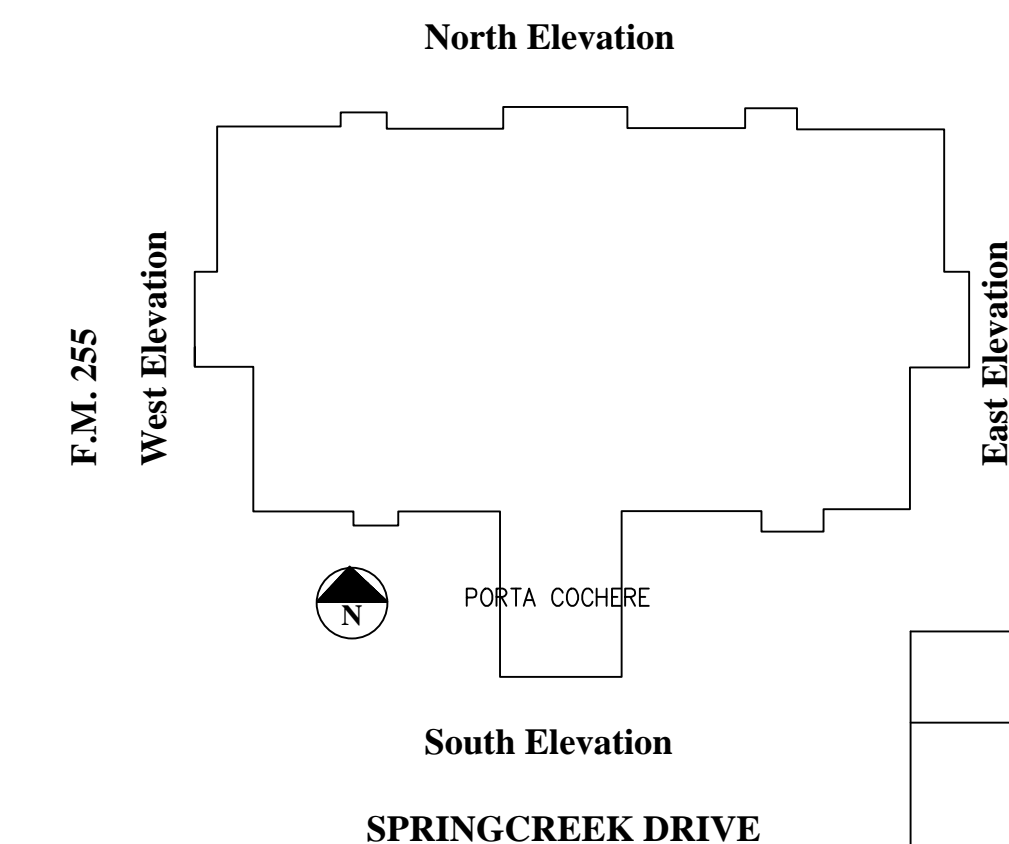 North Elevation
F.M. 255
West Elevation
East Elevation
N
PORTA COCHERE
South Elevation
SPRINGCREEK DRIVE